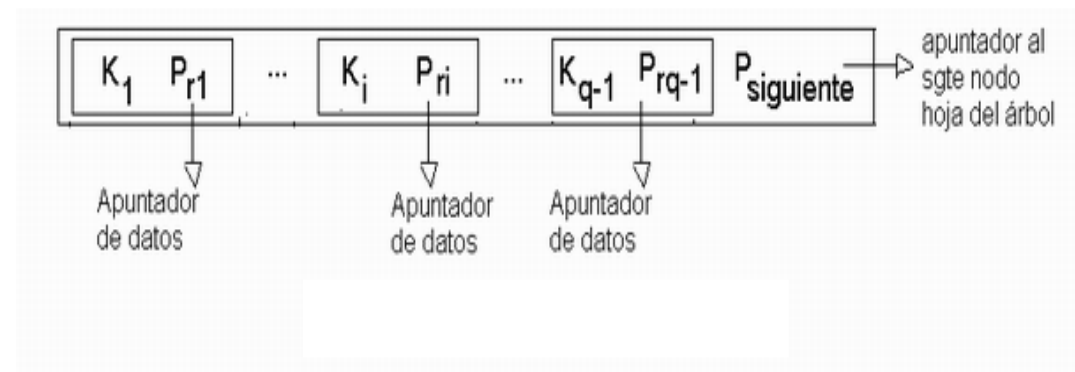 K1 Pr1 ... Ki Pri ... Kq-1 Prq-1 Psiguiente
apuntador al
sgte nodo
hoja del árbol
Apuntador
de datos
Apuntador
de datos
Apuntador
de datos